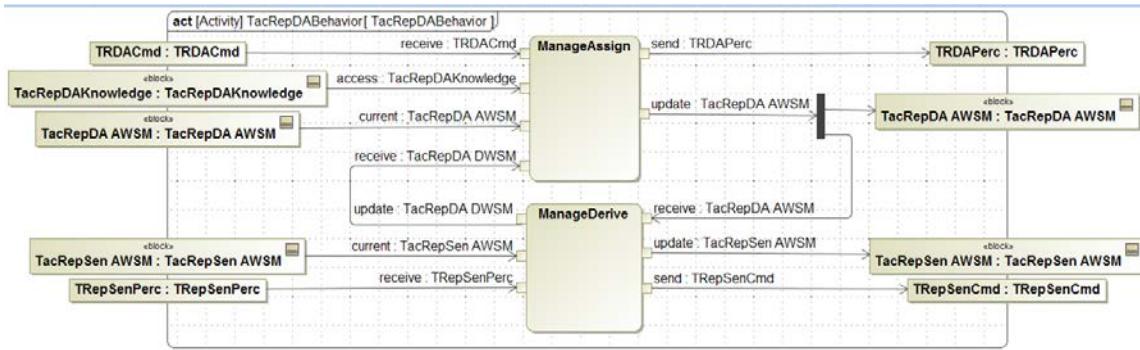 act [Activity] TacRepDABehavior[ TacRepDABehavior ]
TRDACmd : TRDACmd
receive : TRDACmd
ManageAssign
send : TRDAPerc
TRDAPerc : TRDAPerc
«block»
TacRepDAKnowledge : TacRepDAKnowledge
access : TacRepDAKnowledge
«block»
TacRepDA AWSM : TacRepDA AWSM
current : TacRepDA AWSM
update : TacRepDA AWSM
«block»
TacRepDA AWSM : TacRepDA AWSM
receive : TacRepDA DWSM
update : TacRepDA DWSM
ManageDerive
receive : TacRepDA AWSM
«block»
TacRepSen AWSM : TacRepSen AWSM
current : TacRepSen AWSM
update : TacRepSen AWSM
«block»
TacRepSen AWSM : TacRepSen AWSM
TRepSenPerc : TRepSenPerc
receive : TRepSenPerc
send : TRepSenCmd
TRepSenCmd : TRepSenCmd